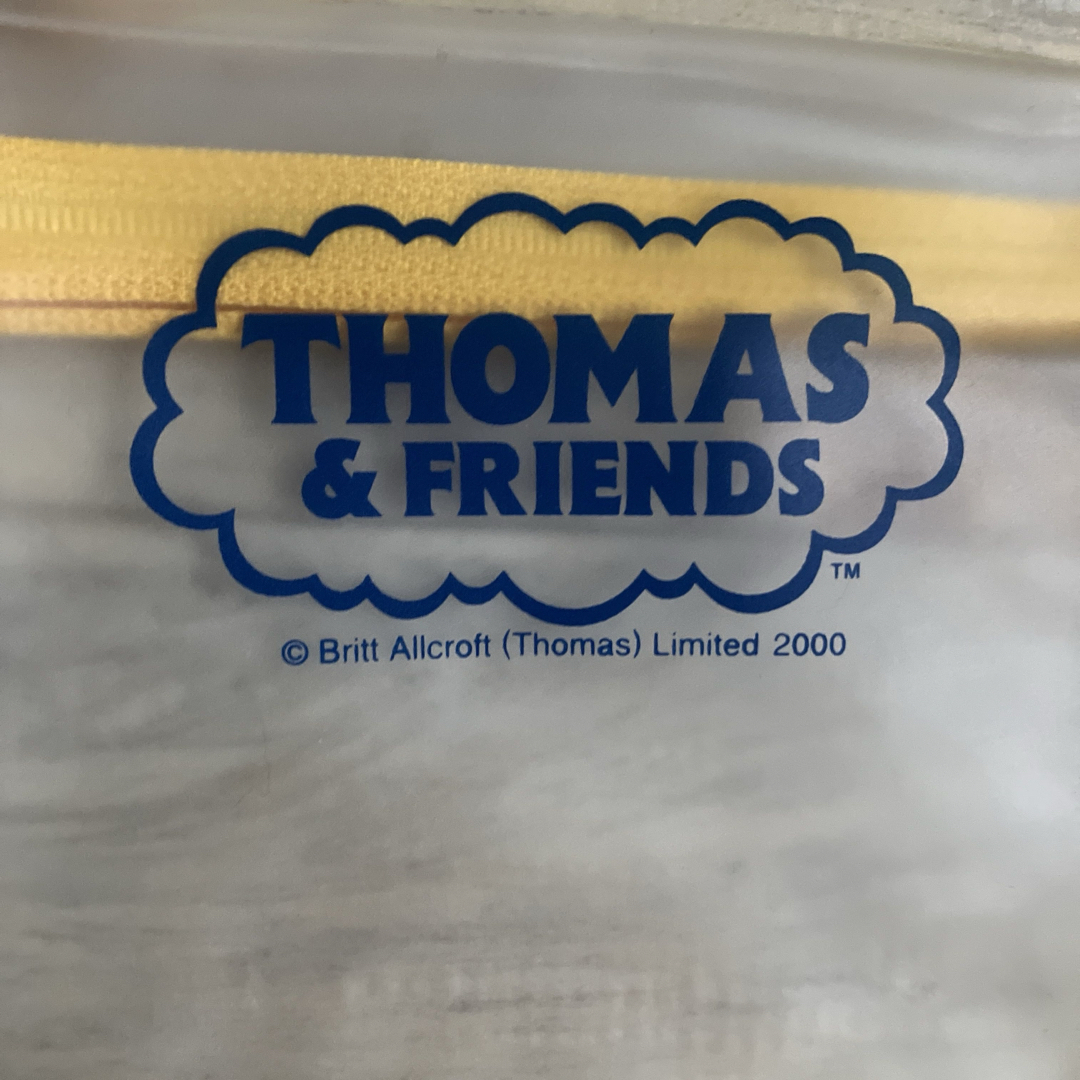 THOMAS
& FRIENDS
TM
© Britt Allcroft (Thomas) Limited 2000